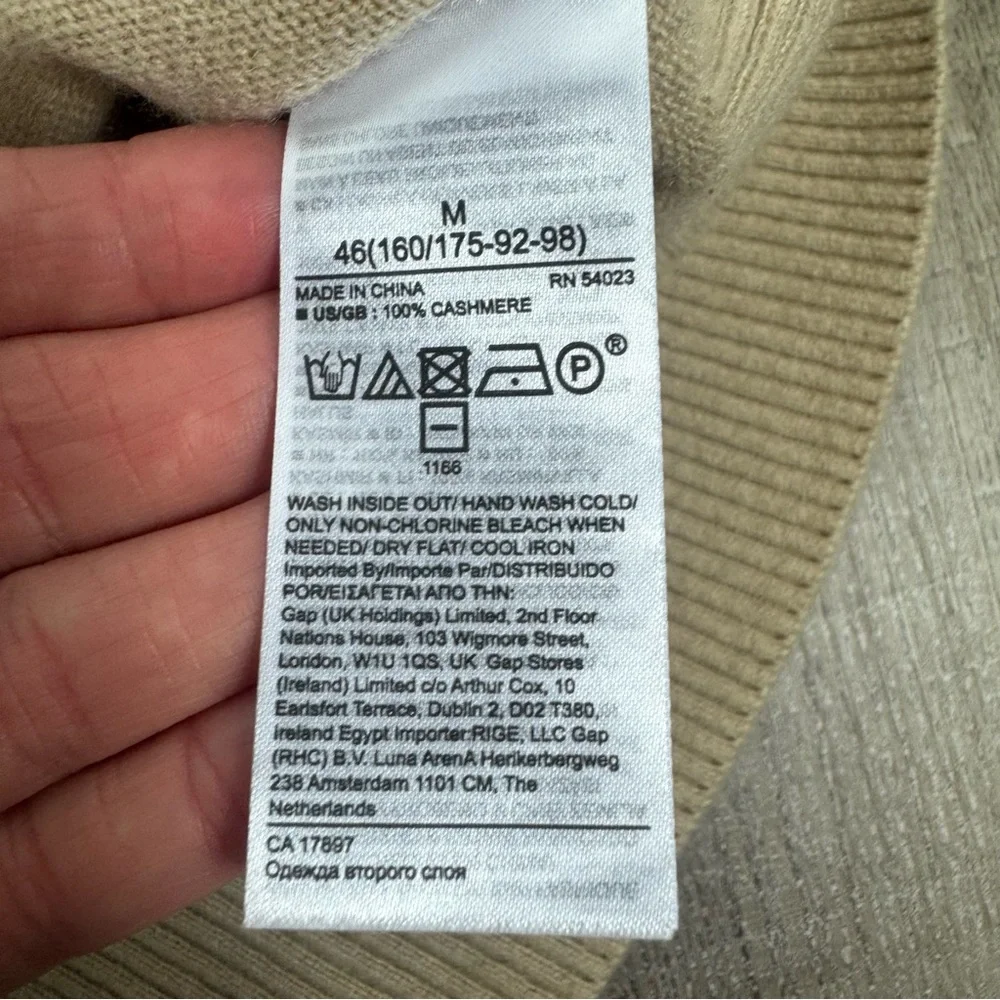 M
46(160/175-92-98)
MADE IN CHINA RN 54023
■ US/GB : 100% CASHMERE
P ®
1166
WASH INSIDE OUT/ HAND WASH COLD/
ONLY NON-CHLORINE BLEACH WHEN
NEEDED/ DRY FLAT/ COOL IRON
Imported By/Importe Par/DISTRIBUIDO
POR/ΕΙΣΑΓΕΤΑΙ ΑΠΟ ΤΗΝ:
Gap (UK Holdings) Limited, 2nd Floor
Nations House, 103 Wigmore Street,
London, W1U 1QS, UK Gap Stores
(Ireland) Limited c/o Arthur Cox, 10
Earlsfort Terrace, Dublin 2, D02 T380,
Ireland Egypt Importer:RIGE, LLC Gap
(RHC) B.V. Luna ArenA Herikerbergweg
238 Amsterdam 1101 CM, The
Netherlands
CA 17897
Одежда второго слоя